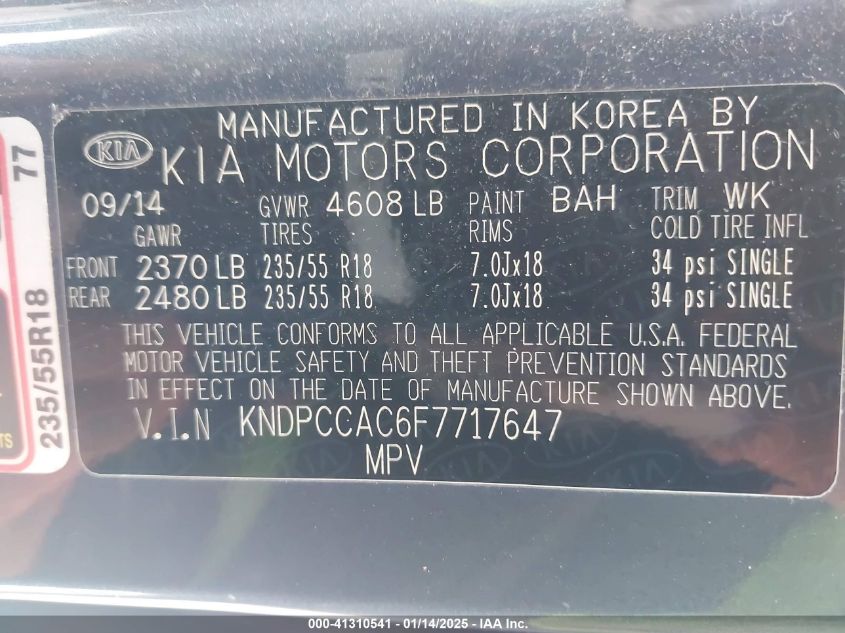 MANUFACTURED IN KOREA BY
KIA KIA MOTORS CORPORATION
09/14 GVWR 4608 LB PAINT BAH TRIM WK
GAWR TIRES RIMS COLD TIRE INFL
FRONT 2370 LB 235/55 R18 7.0Jx18 34 psi SINGLE
REAR 2480 LB 235/55 R18 7.0Jx18 34 psi SINGLE
THIS VEHICLE CONFORMS TO ALL APPLICABLE U.S.A. FEDERAL
MOTOR VEHICLE SAFETY AND THEFT PREVENTION STANDARDS
IN EFFECT ON THE DATE OF MANUFACTURE SHOWN ABOVE.
V.I.N KNDPCCAC6F7717647
MPV
77
235/55R18
000-41310541 - 01/14/2025 - IAA Inc.